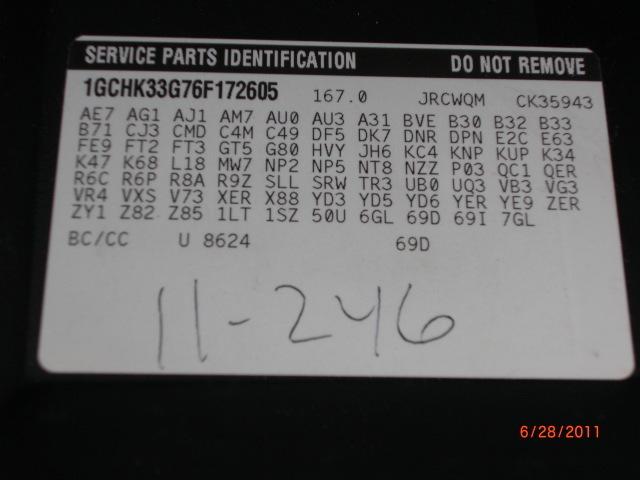 SERVICE PARTS IDENTIFICATION DO NOT REMOVE
1GCHK33G76F172605 167.0 JRCWQM CK35943
AE7 AG1 AJ1 AM7 AU0 AU3 A31 BVE B30 B32 B33
B71 CJ3 CMD C4M C49 DF5 DK7 DNR DPN E2C E63
FE9 FT2 FT3 GT5 G80 HVY JH6 KC4 KNP KUP K34
K47 K68 L18 MW7 NP2 NP5 NT8 NZZ P03 QC1 QER
R6C R6P R8A R9Z SLL SRW TR3 UB0 UQ3 VB3 VG3
VR4 VXS V73 XER X88 YD3 YD5 YD6 YER YE9 ZER
ZY1 Z82 Z85 1LT 1SZ 50U 6GL 69D 69I 7GL
BC/CC U 8624 69D
11-246
6/28/2011